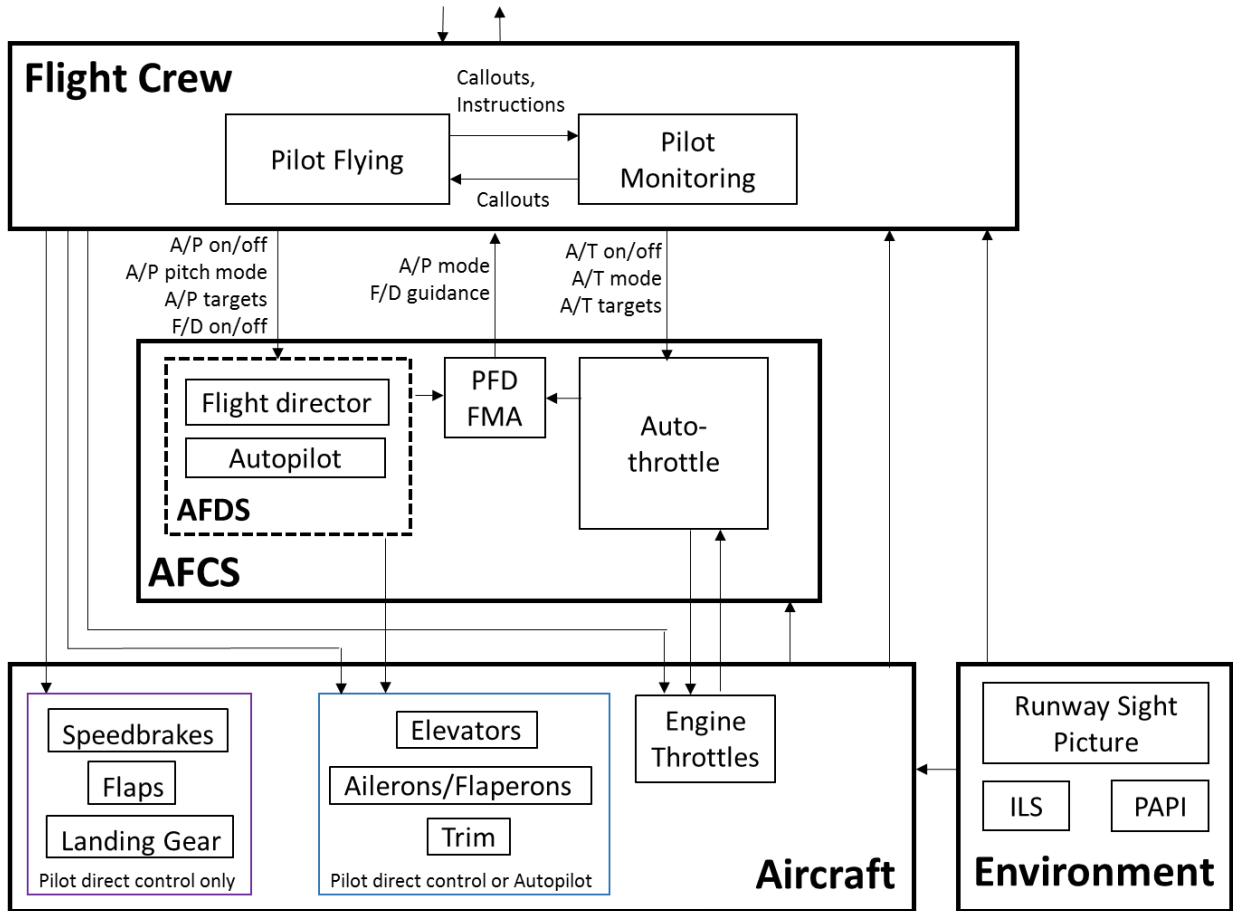 Flight Crew
Callouts,
Instructions
Pilot Flying
Pilot
Monitoring
Callouts
A/P on/off
A/P pitch mode
A/P targets
F/D on/off
A/P mode
F/D guidance
A/T on/off
A/T mode
A/T targets
Flight director
Autopilot
AFDS
PFD
FMA
Auto-
throttle
AFCS
Speedbrakes
Flaps
Landing Gear
Pilot direct control only
Elevators
Ailerons/Flaperons
Trim
Pilot direct control or Autopilot
Engine
Throttles
Aircraft
Runway Sight
Picture
ILS
PAPI
Environment